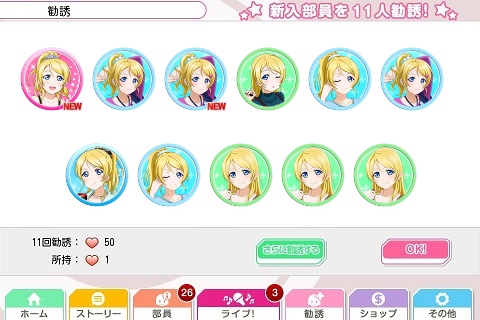 勧誘
新入部員を11人勧誘!
NEW
NEW
11回勧誘: 50
所持: 1
さらに勧誘する
OK!
26
3
ホーム
ストーリー
部員
ライブ!
勧誘
ショップ
その他